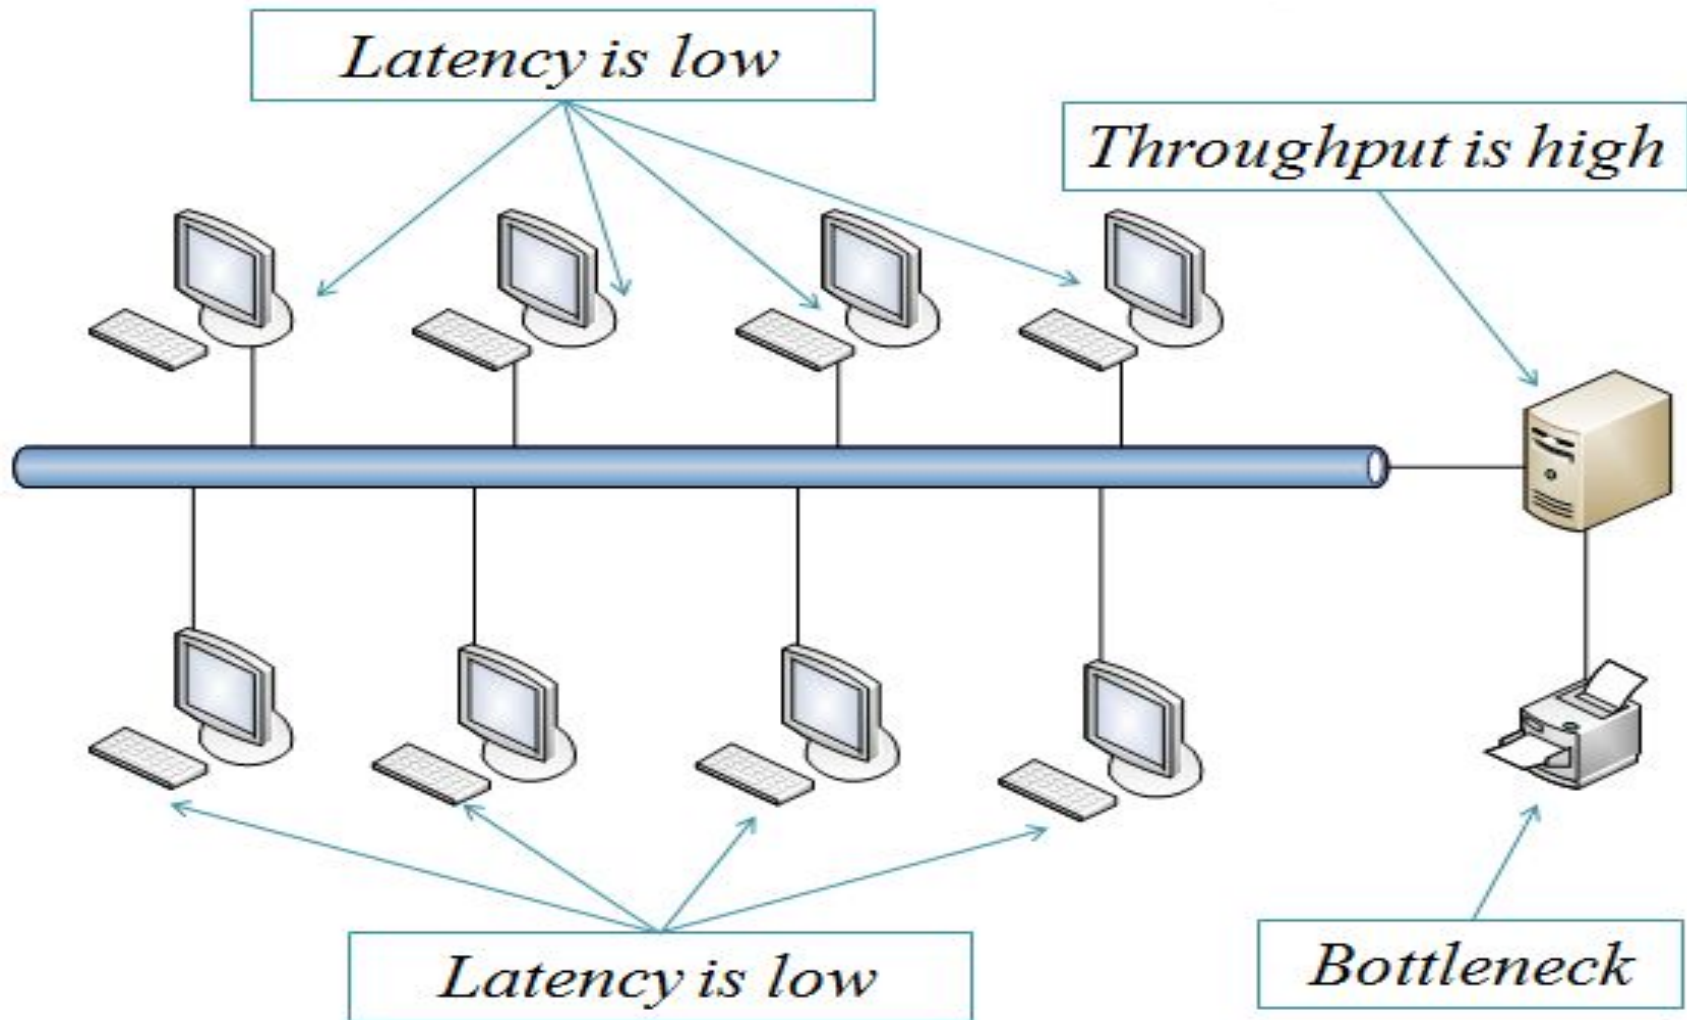 Latency is low
Throughput is high
Latency is low
Bottleneck